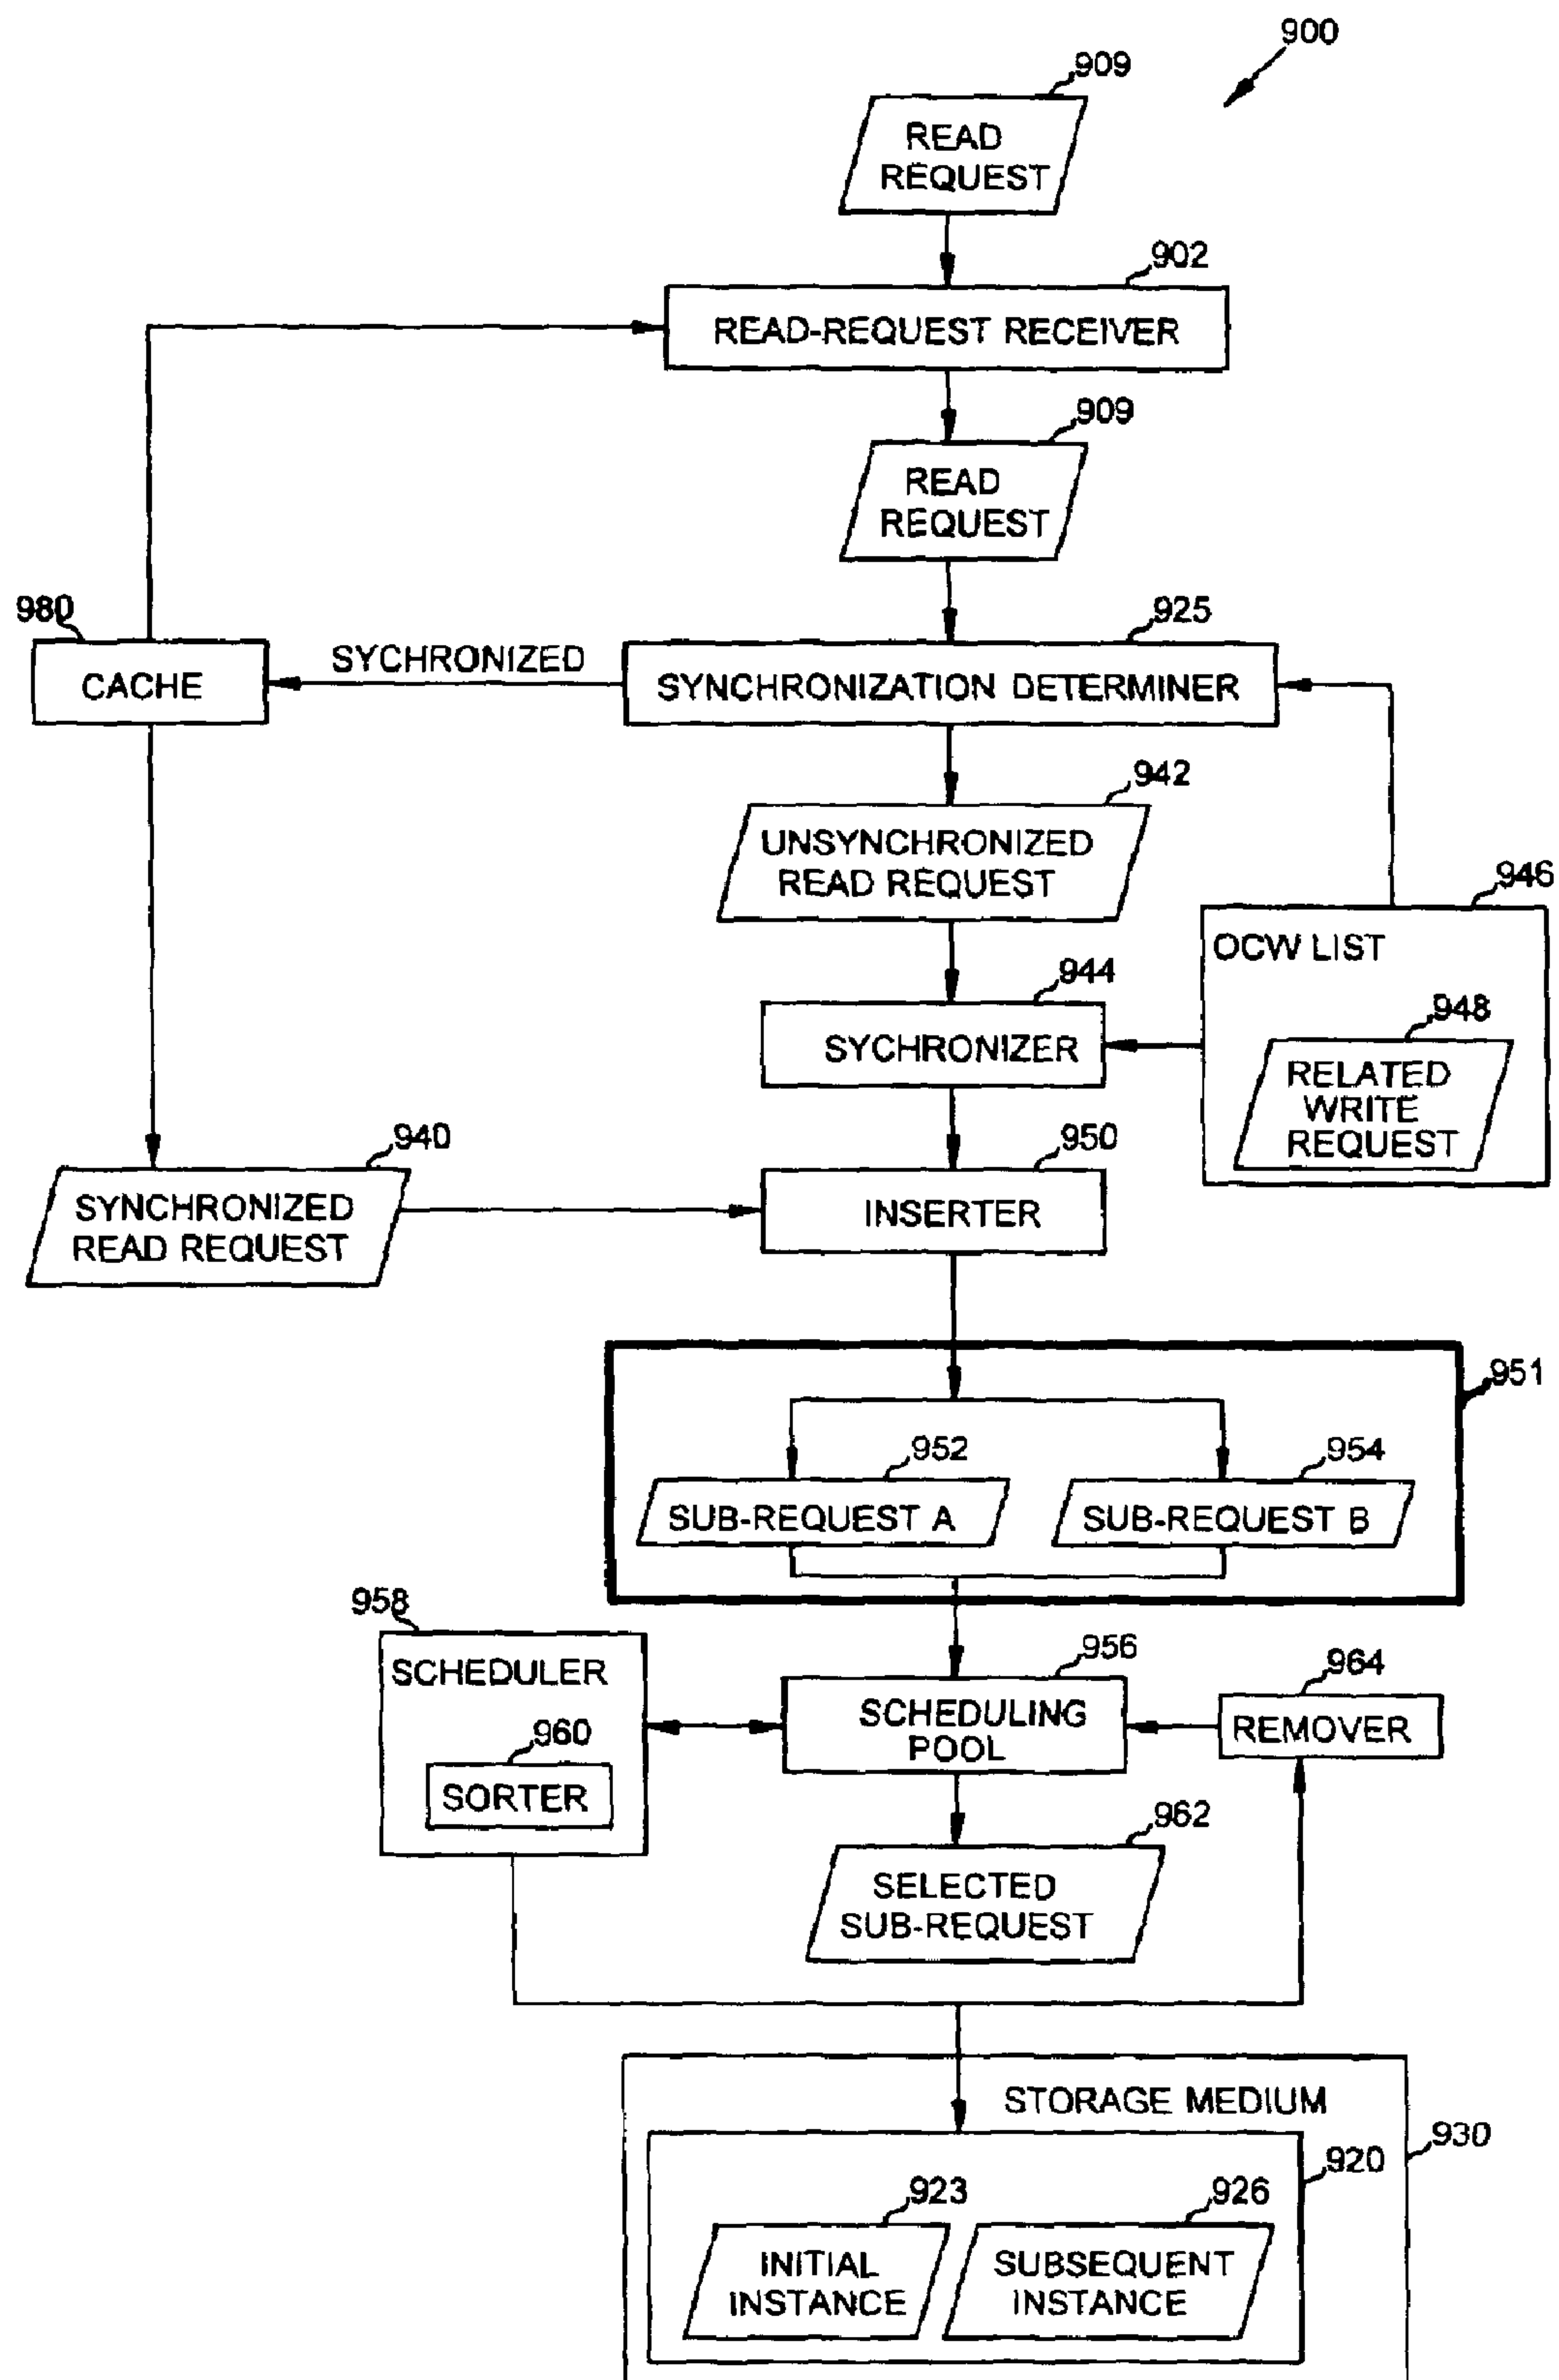 900
909
READ
REQUEST
902
READ-REQUEST RECEIVER
909
READ
REQUEST
980
CACHE
SYCHRONIZED
925
SYNCHRONIZATION DETERMINER
942
UNSYNCHRONIZED
READ REQUEST
946
OCW LIST
944
SYCHRONIZER
948
RELATED
WRITE
REQUEST
940
SYNCHRONIZED
READ REQUEST
950
INSERTER
951
952
SUB-REQUEST A
954
SUB-REQUEST B
958
SCHEDULER
960
SORTER
956
SCHEDULING
POOL
964
REMOVER
962
SELECTED
SUB-REQUEST
STORAGE MEDIUM
930
920
923
INITIAL
INSTANCE
926
SUBSEQUENT
INSTANCE